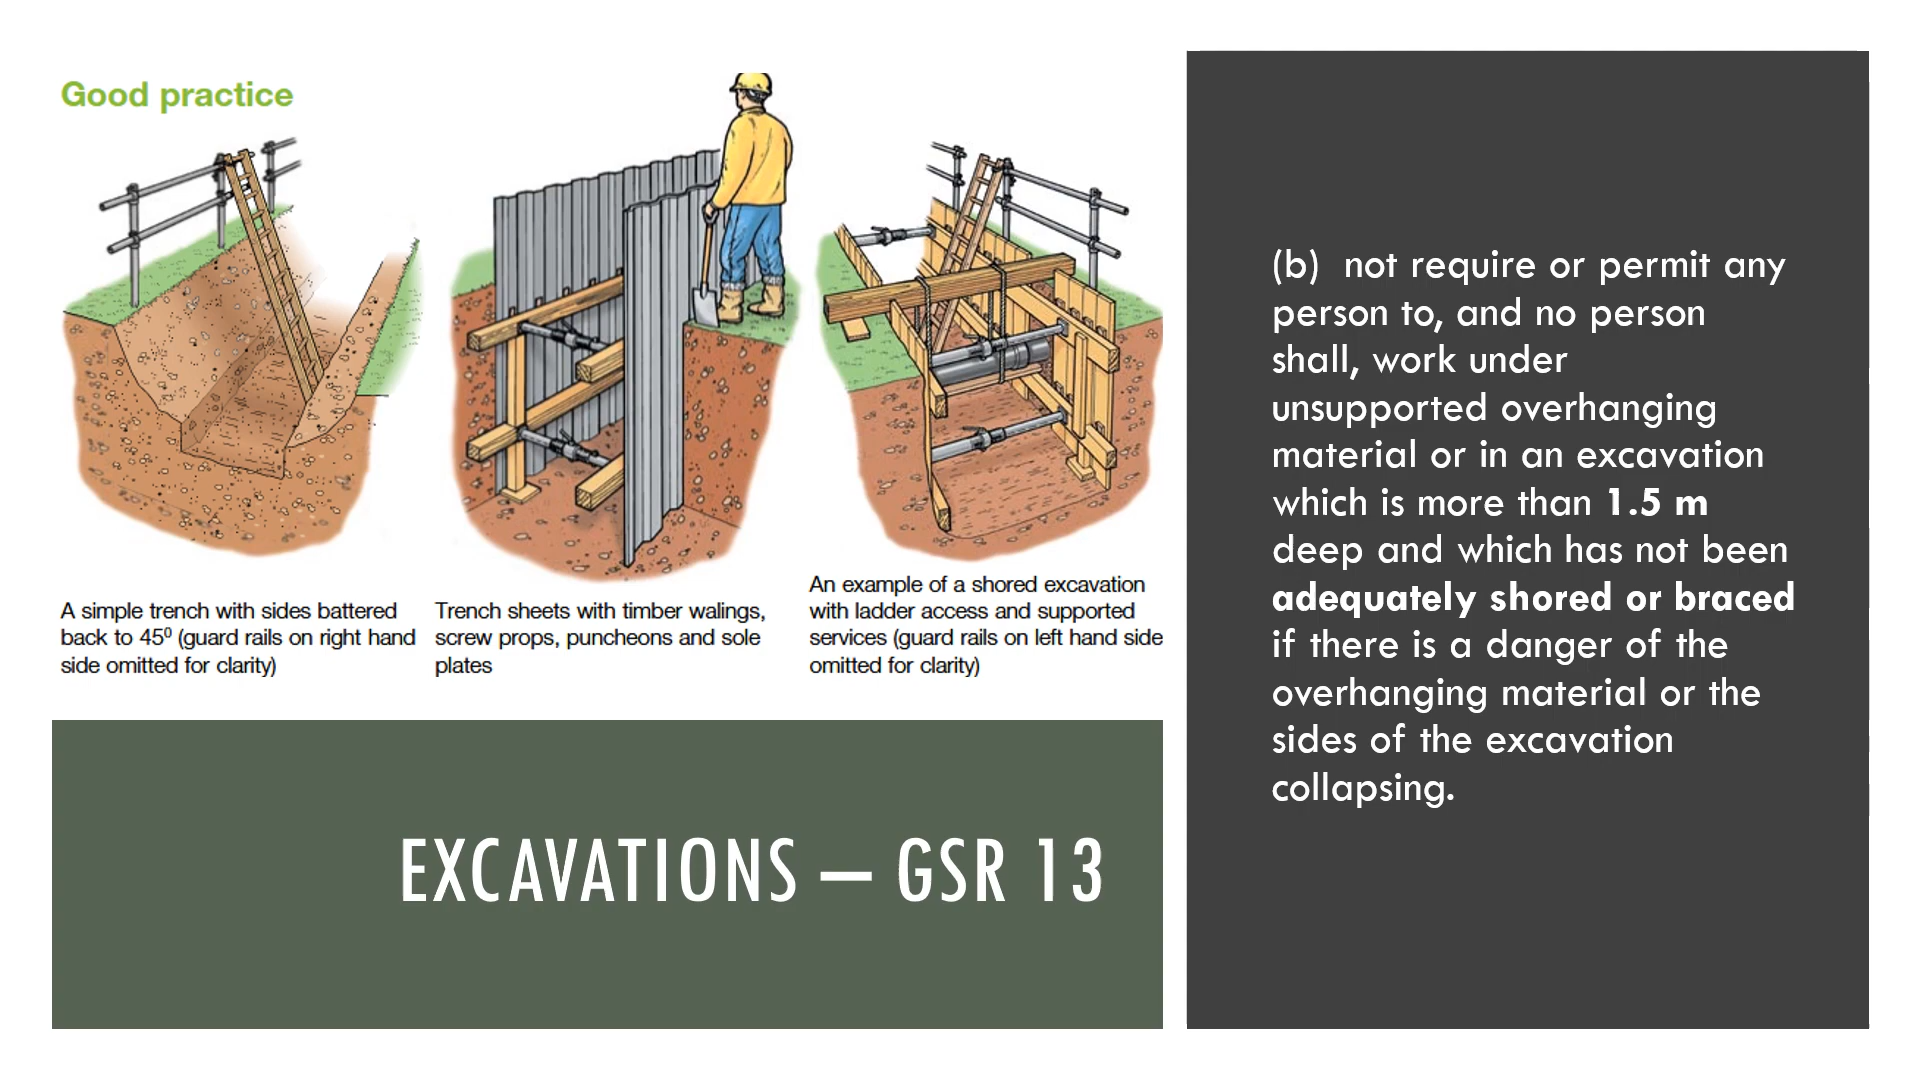 Good practice
A simple trench with sides battered
back to 45⁰ (guard rails on right hand
side omitted for clarity)
Trench sheets with timber walings,
screw props, puncheons and sole
plates
An example of a shored excavation
with ladder access and supported
services (guard rails on left hand side
omitted for clarity)
EXCAVATIONS – GSR 13
(b) not require or permit any
person to, and no person
shall, work under
unsupported overhanging
material or in an excavation
which is more than 1.5 m
deep and which has not been
adequately shored or braced
if there is a danger of the
overhanging material or the
sides of the excavation
collapsing.